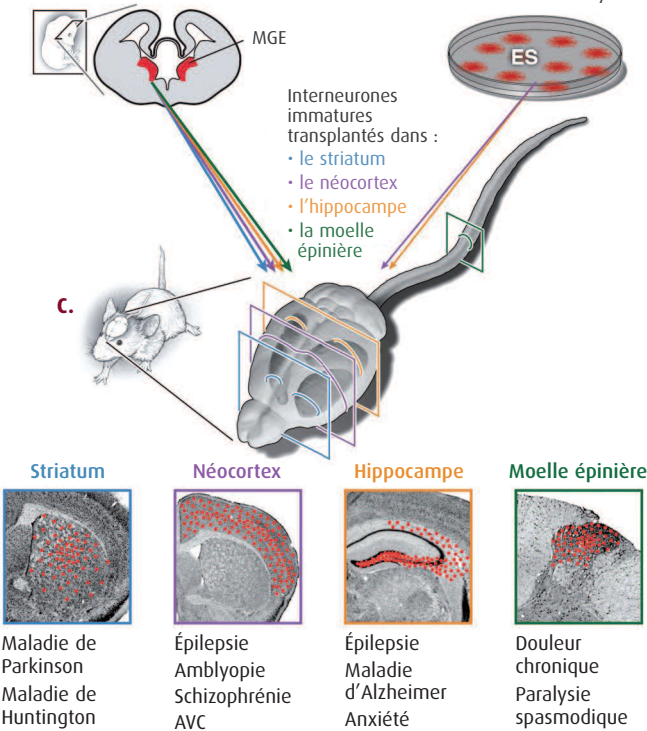 MGE
ES
Interneurones
immatures
transplantés dans :
• le striatum
• le néocortex
• l'hippocampe
• la moelle
épinière
C.
Striatum
Néocortex
Hippocampe
Moelle épinière
Maladie de
Parkinson
Maladie de
Huntington
Épilepsie
Amblyopie
Schizophrénie
AVC
Épilepsie
Maladie
d'Alzheimer
Anxiété
Douleur
chronique
Paralysie
spasmodique